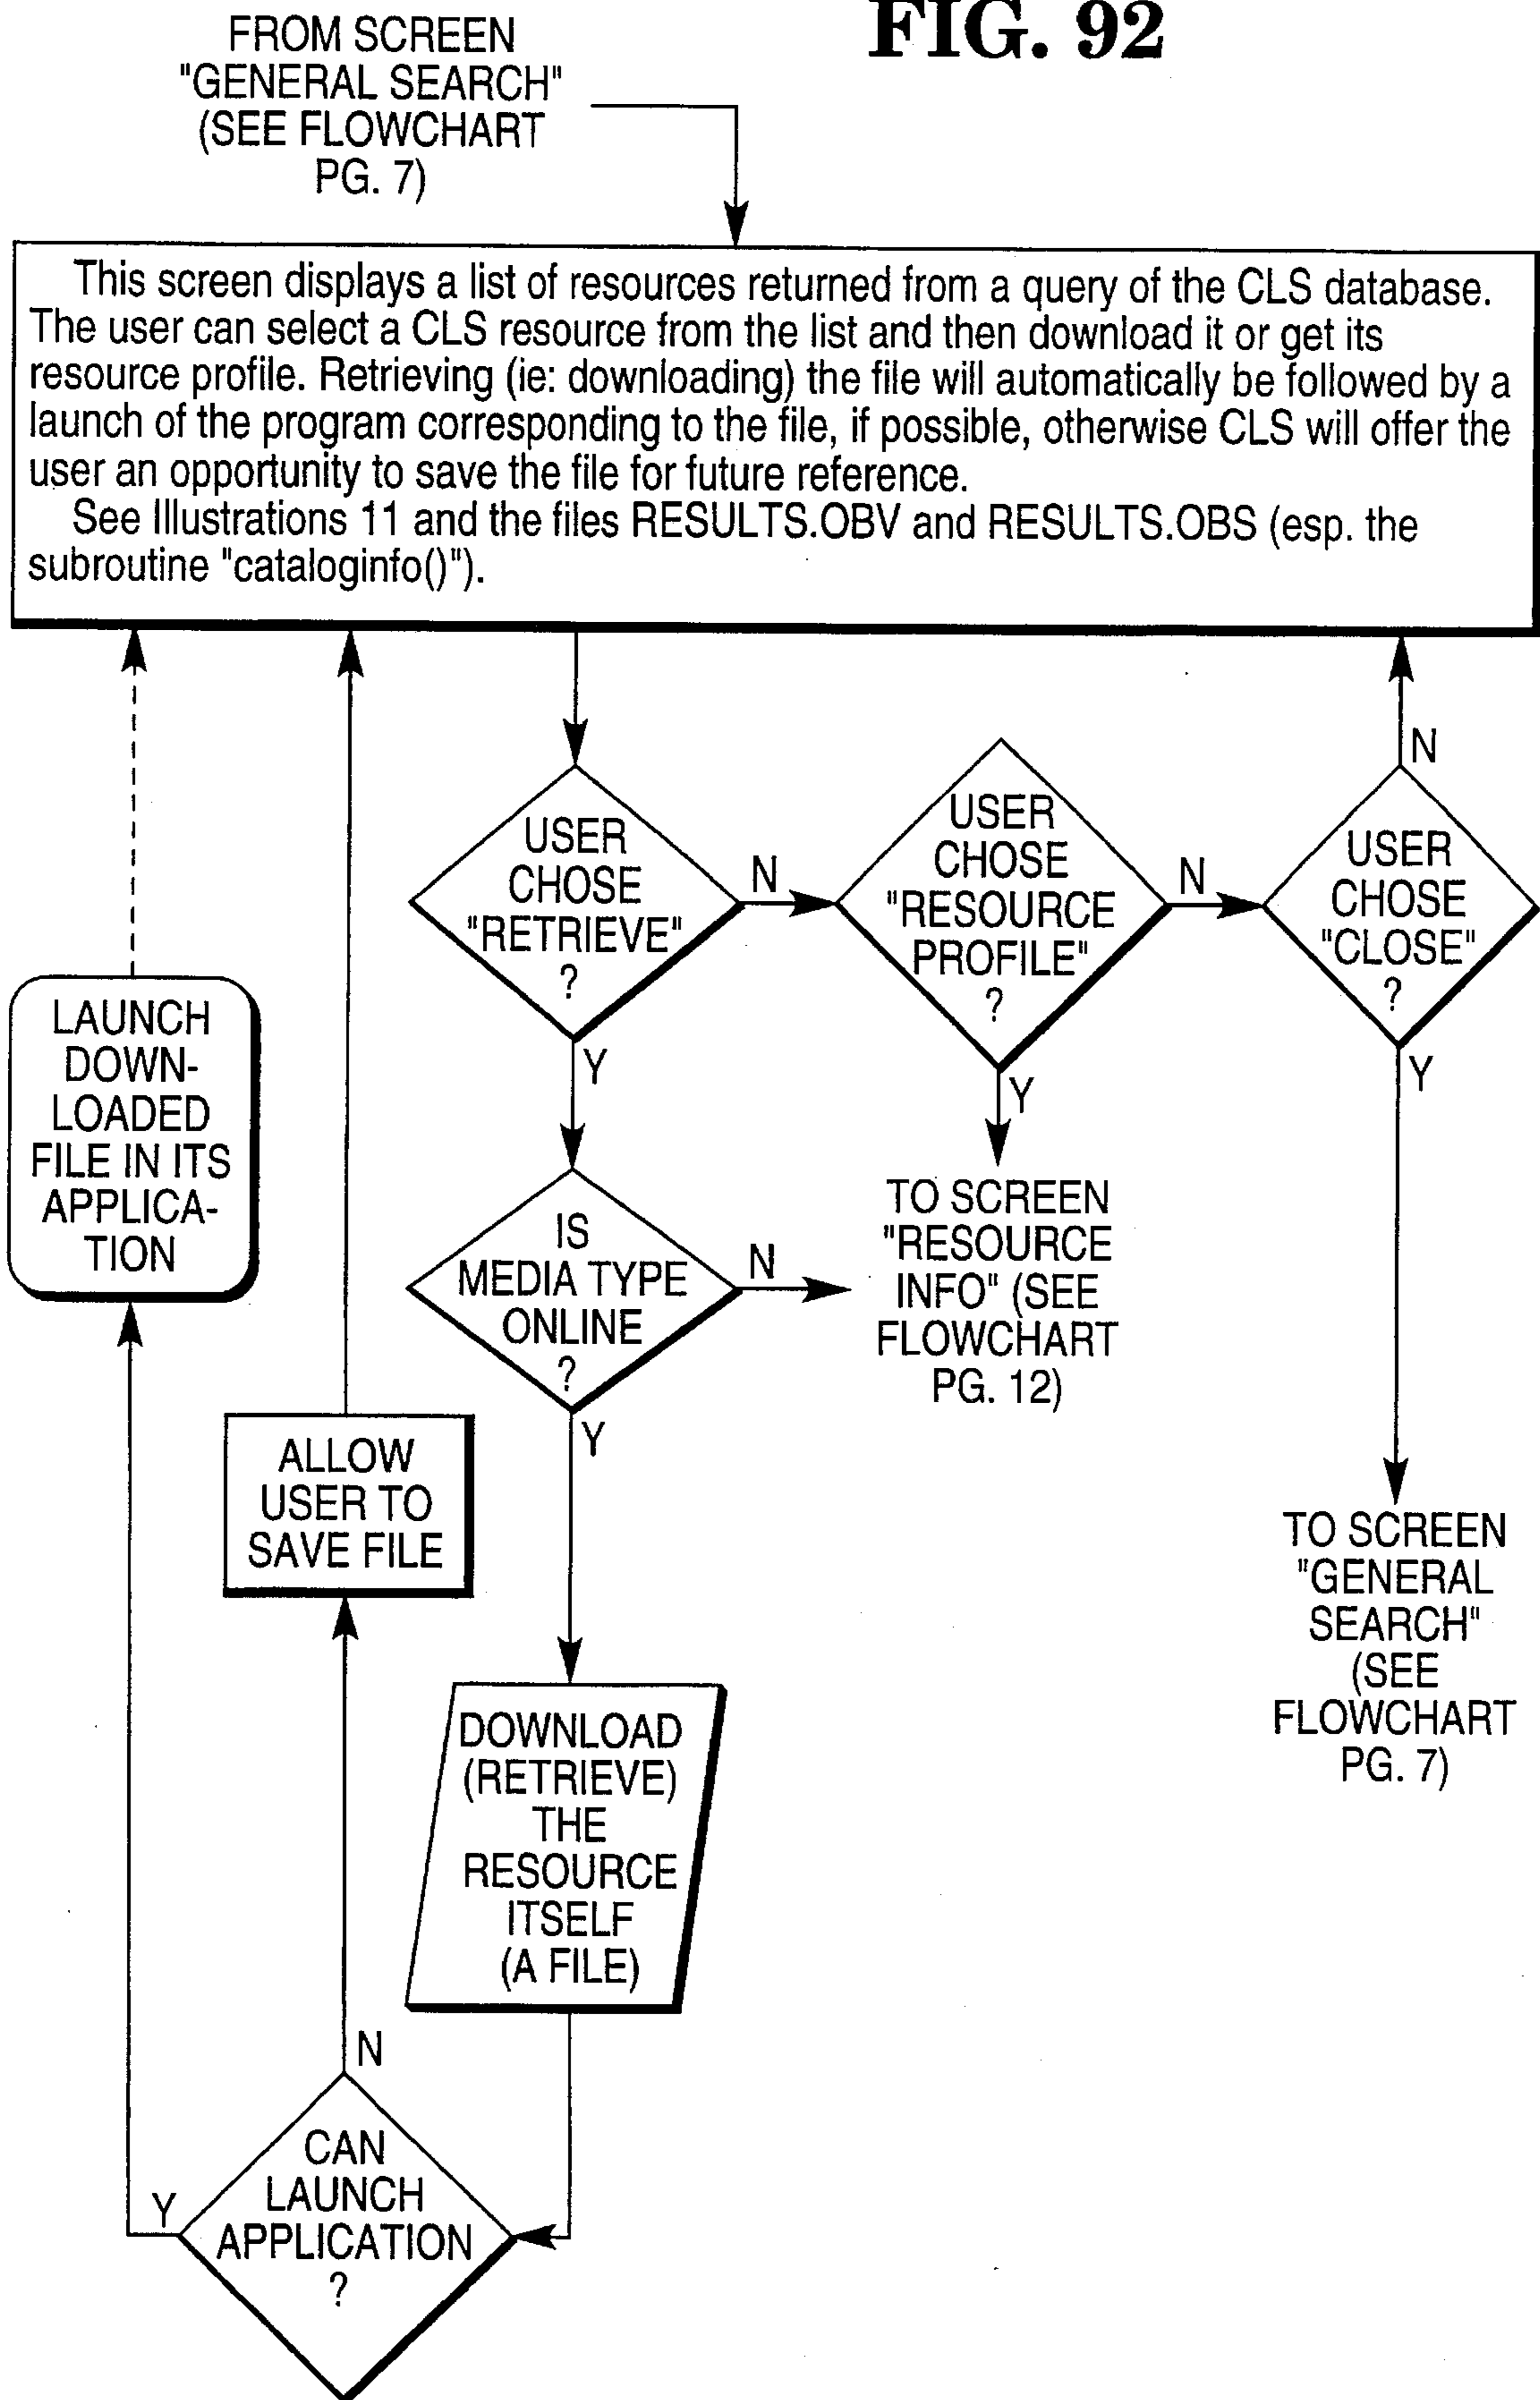 FIG. 92
FROM SCREEN
"GENERAL SEARCH"
(SEE FLOWCHART
PG. 7)
This screen displays a list of resources returned from a query of the CLS database.
The user can select a CLS resource from the list and then download it or get its
resource profile. Retrieving (ie: downloading) the file will automatically be followed by a
launch of the program corresponding to the file, if possible, otherwise CLS will offer the
user an opportunity to save the file for future reference.
See Illustrations 11 and the files RESULTS.OBV and RESULTS.OBS (esp. the
subroutine "cataloginfo()").
USER
CHOSE
"RETRIEVE"
?
N
Y
USER
CHOSE
"RESOURCE
PROFILE"
?
N
Y
USER
CHOSE
"CLOSE"
?
N
Y
LAUNCH
DOWN-
LOADED
FILE IN ITS
APPLICA-
TION
IS
MEDIA TYPE
ONLINE
?
N
Y
TO SCREEN
"RESOURCE
INFO" (SEE
FLOWCHART
PG. 12)
ALLOW
USER TO
SAVE FILE
TO SCREEN
"GENERAL
SEARCH"
(SEE
FLOWCHART
PG. 7)
DOWNLOAD
(RETRIEVE)
THE
RESOURCE
ITSELF
(A FILE)
N
Y
CAN
LAUNCH
APPLICATION
?